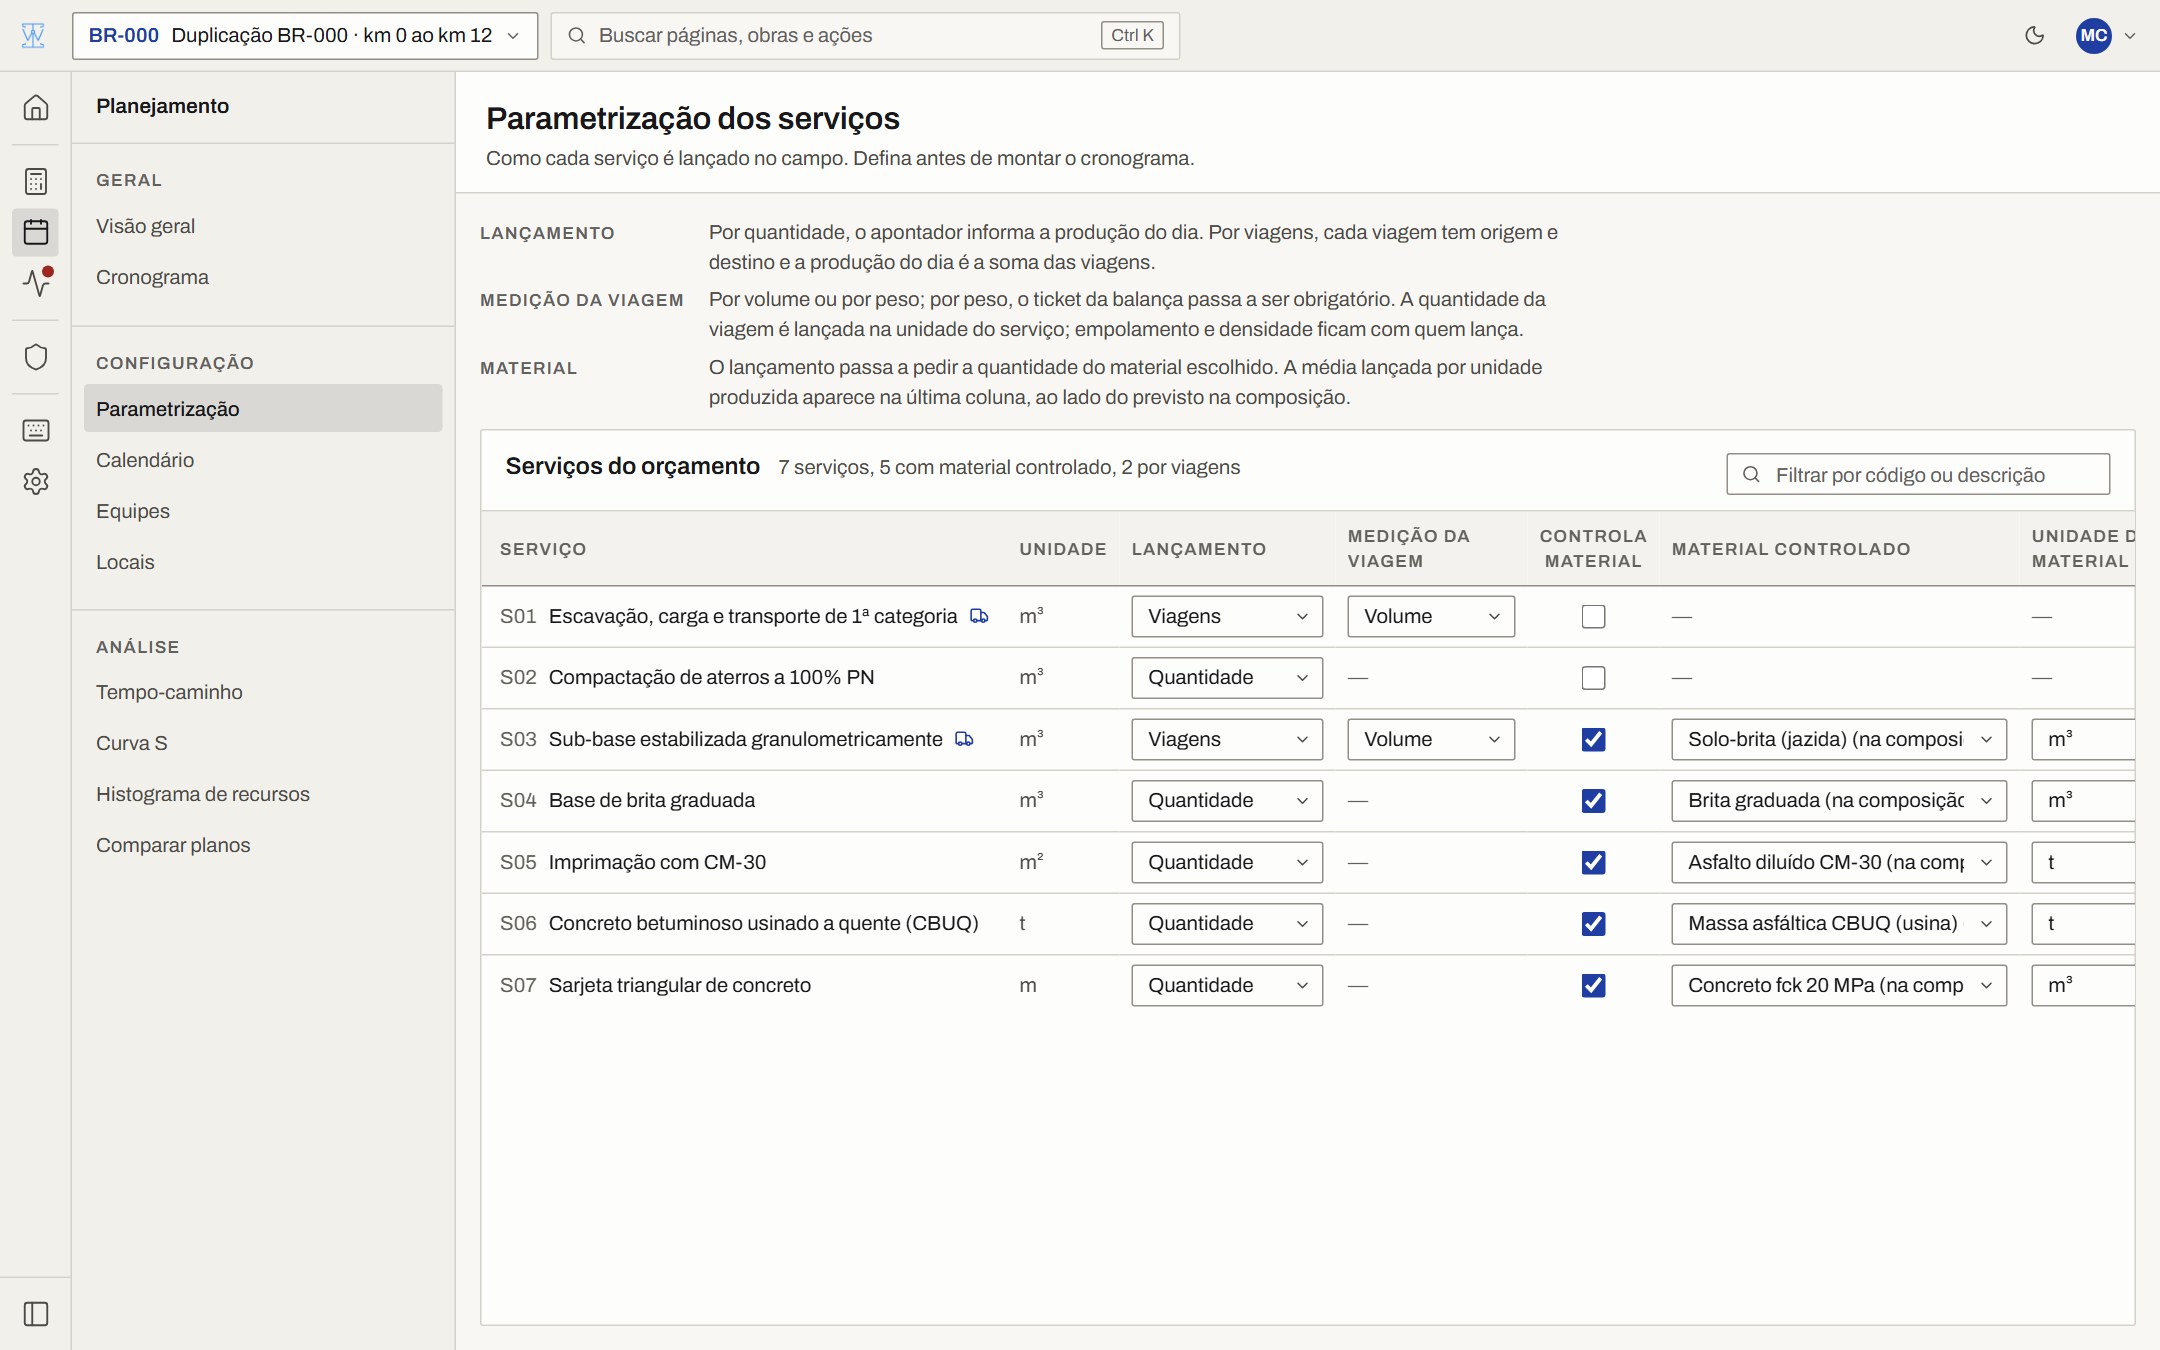 BR-000 Duplicação BR-000 · km 0 ao km 12
Buscar páginas, obras e ações
Ctrl K
MC
Planejamento
GERAL
Visão geral
Cronograma
CONFIGURAÇÃO
Parametrização
Calendário
Equipes
Locais
ANÁLISE
Tempo-caminho
Curva S
Histograma de recursos
Comparar planos
Parametrização dos serviços
Como cada serviço é lançado no campo. Defina antes de montar o cronograma.
LANÇAMENTO
Por quantidade, o apontador informa a produção do dia. Por viagens, cada viagem tem origem e
destino e a produção do dia é a soma das viagens.
MEDIÇÃO DA VIAGEM
Por volume ou por peso; por peso, o ticket da balança passa a ser obrigatório. A quantidade da
viagem é lançada na unidade do serviço; empolamento e densidade ficam com quem lança.
MATERIAL
O lançamento passa a pedir a quantidade do material escolhido. A média lançada por unidade
produzida aparece na última coluna, ao lado do previsto na composição.
Serviços do orçamento 7 serviços, 5 com material controlado, 2 por viagens
Filtrar por código ou descrição
SERVIÇO UNIDADE LANÇAMENTO MEDIÇÃO DA VIAGEM CONTROLA MATERIAL MATERIAL CONTROLADO UNIDADE D MATERIAL
S01 Escavação, carga e transporte de 1ª categoria m³ Viagens Volume — —
S02 Compactação de aterros a 100% PN m³ Quantidade — — —
S03 Sub-base estabilizada granulometricamente m³ Viagens Volume Solo-brita (jazida) (na composi m³
S04 Base de brita graduada m³ Quantidade — Brita graduada (na composição m³
S05 Imprimação com CM-30 m² Quantidade — Asfalto diluído CM-30 (na comp t
S06 Concreto betuminoso usinado a quente (CBUQ) t Quantidade — Massa asfáltica CBUQ (usina) t
S07 Sarjeta triangular de concreto m Quantidade — Concreto fck 20 MPa (na comp m³